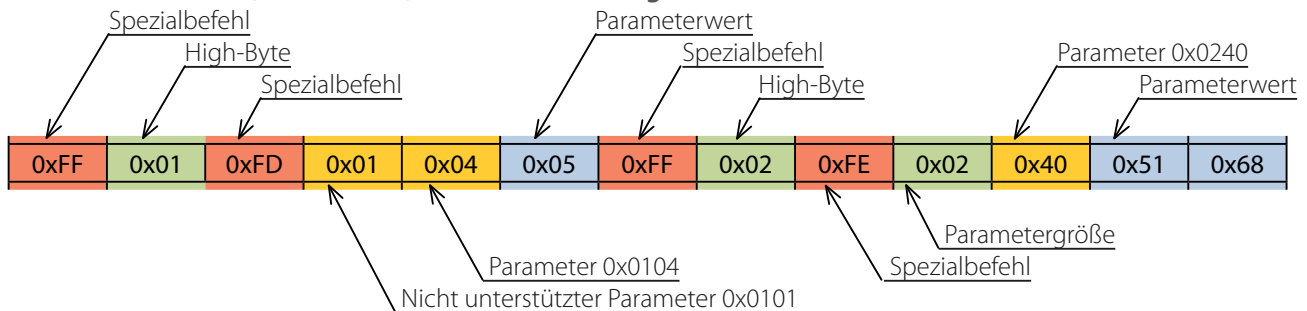 Spezialbefehl
Parameterwert
High-Byte
Spezialbefehl
Parameter 0x0240
Spezialbefehl
High-Byte
Parameterwert
0xFF 0x01 0xFD 0x01 0x04 0x05 0xFF 0x02 0xFE 0x02 0x40 0x51 0x68
Parametergröße
Parameter 0x0104
Spezialbefehl
Nicht unterstützter Parameter 0x0101